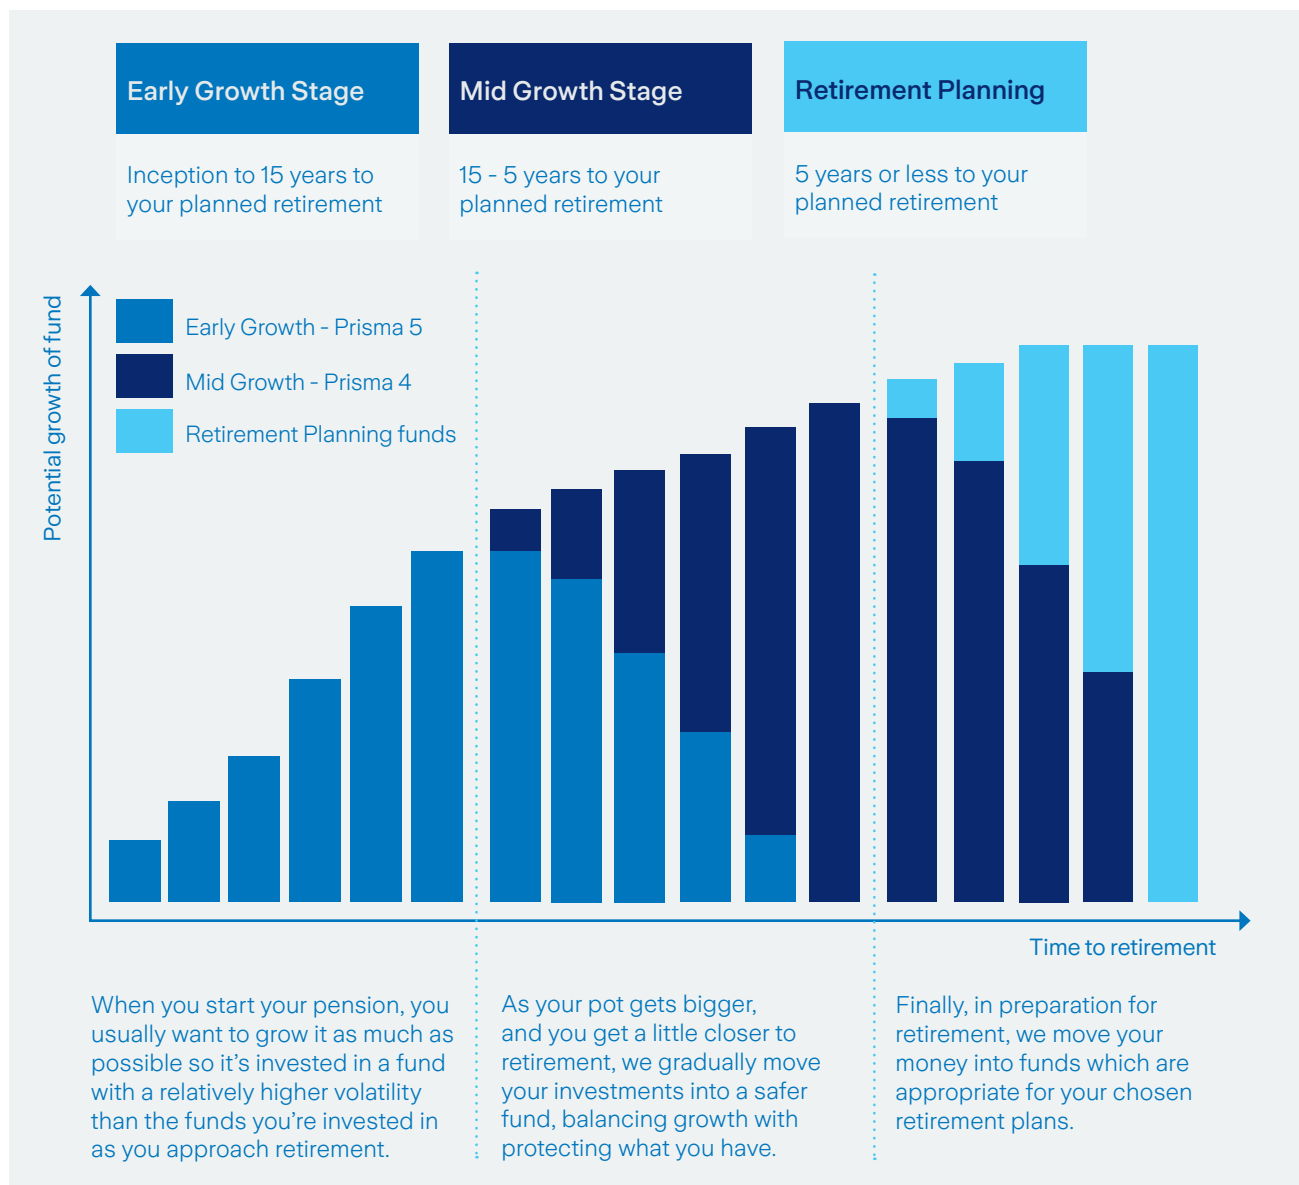 Early Growth Stage
Inception to 15 years to
your planned retirement
Mid Growth Stage
15 - 5 years to your
planned retirement
Retirement Planning
5 years or less to your
planned retirement
Potential growth of fund
Early Growth - Prisma 5
Mid Growth - Prisma 4
Retirement Planning funds
Time to retirement
When you start your pension, you
usually want to grow it as much as
possible so it’s invested in a fund
with a relatively higher volatility
than the funds you’re invested in
as you approach retirement.
As your pot gets bigger,
and you get a little closer to
retirement, we gradually move
your investments into a safer
fund, balancing growth with
protecting what you have.
Finally, in preparation for
retirement, we move your
money into funds which are
appropriate for your chosen
retirement plans.